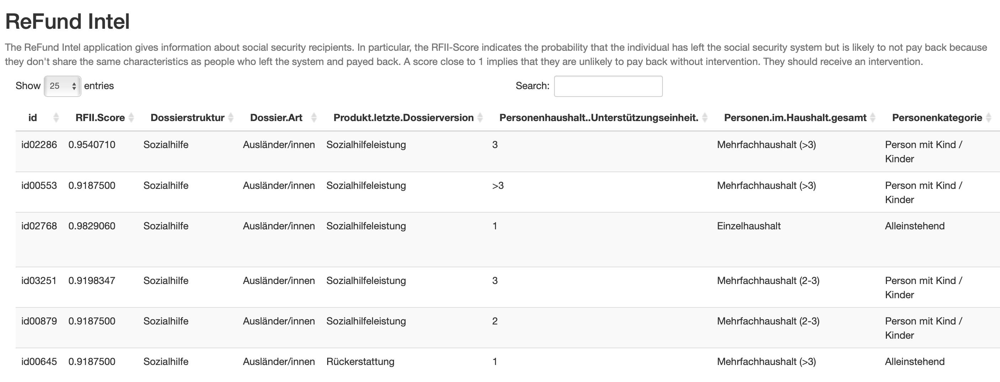 ReFund Intel
The ReFund Intel application gives information about social security recipients. In particular, the RFII-Score indicates the probability that the individual has left the social security system but is likely to not pay back because
they don't share the same characteristics as people who left the system and payed back. A score close to 1 implies that they are unlikely to pay back without intervention. They should receive an intervention.
Show 25 entries Search:
id RFII.Score Dossierstruktur Dossier.Art Produkt.letzte.Dossierversion Personenhaushalt..Unterstützungseinheit. Personen.im.Haushalt.gesamt Personenkategorie
id02286 0.9540710 Sozialhilfe Ausländer/innen Sozialhilfeleistung 3 Mehrfachhaushalt (>3) Person mit Kind /
Kinder
id00553 0.9187500 Sozialhilfe Ausländer/innen Sozialhilfeleistung >3 Mehrfachhaushalt (>3) Person mit Kind /
Kinder
id02768 0.9829060 Sozialhilfe Ausländer/innen Sozialhilfeleistung 1 Einzelhaushalt Alleinstehend
id03251 0.9198347 Sozialhilfe Ausländer/innen Sozialhilfeleistung 3 Mehrfachhaushalt (2-3) Person mit Kind /
Kinder
id00879 0.9187500 Sozialhilfe Ausländer/innen Sozialhilfeleistung 2 Mehrfachhaushalt (2-3) Person mit Kind /
Kinder
id00645 0.9187500 Sozialhilfe Ausländer/innen Rückerstattung 1 Mehrfachhaushalt (>3) Alleinstehend